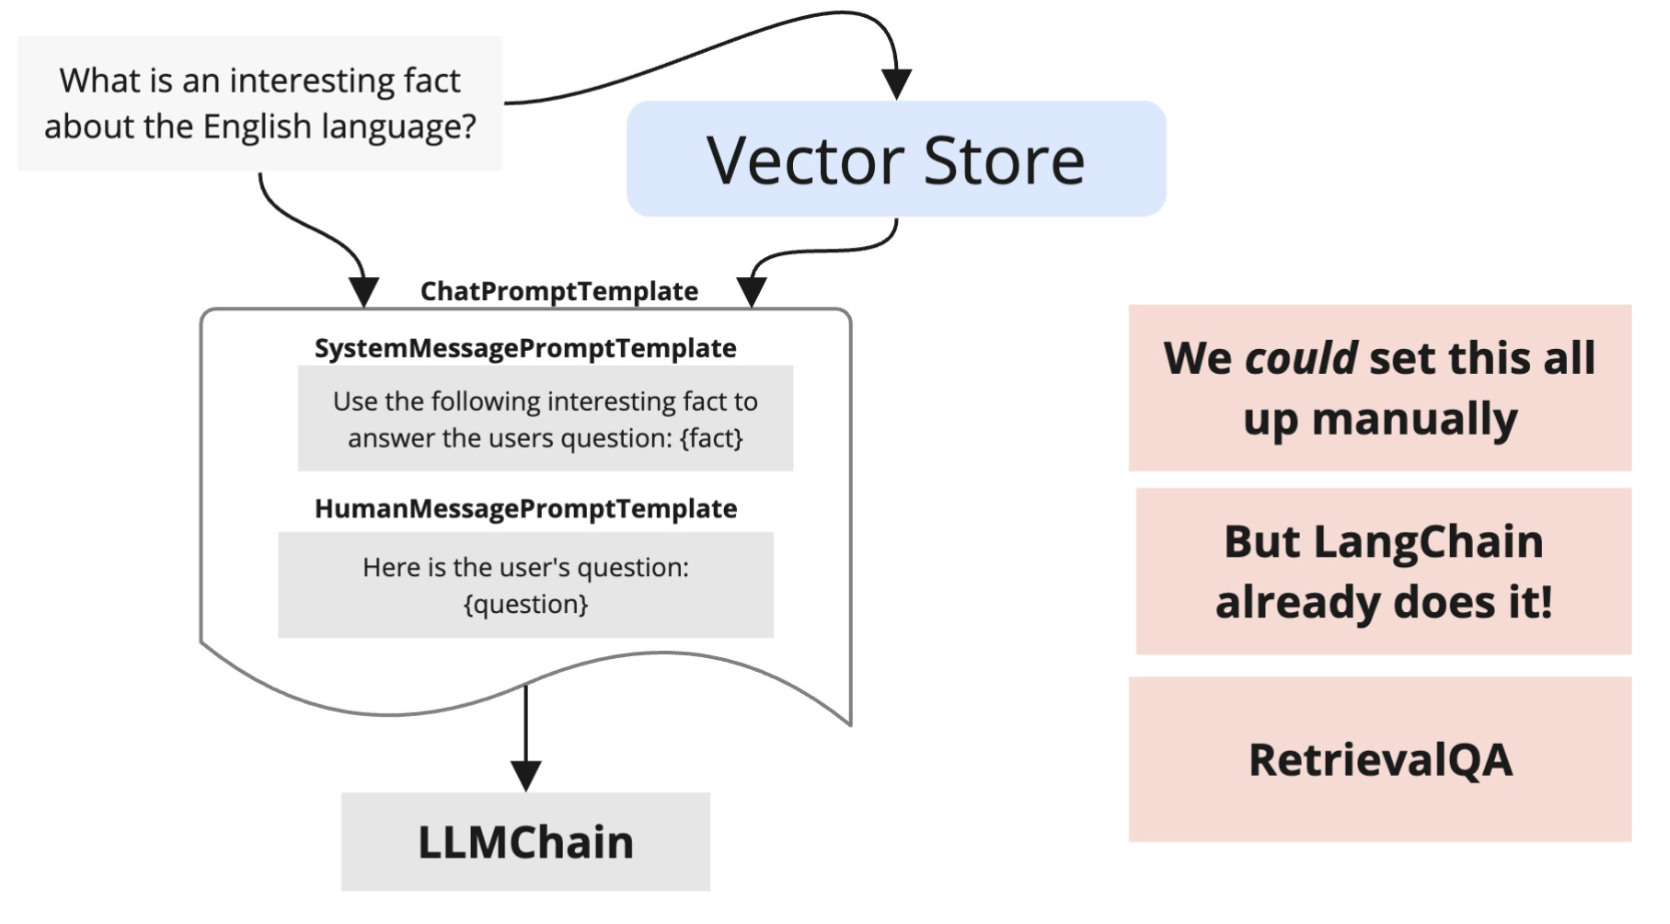 What is an interesting fact
about the English language?
Vector Store
ChatPromptTemplate
SystemMessagePromptTemplate
Use the following interesting fact to
answer the users question: {fact}
HumanMessagePromptTemplate
Here is the user's question:
{question}
LLMChain
We could set this all
up manually
But LangChain
already does it!
RetrievalQA